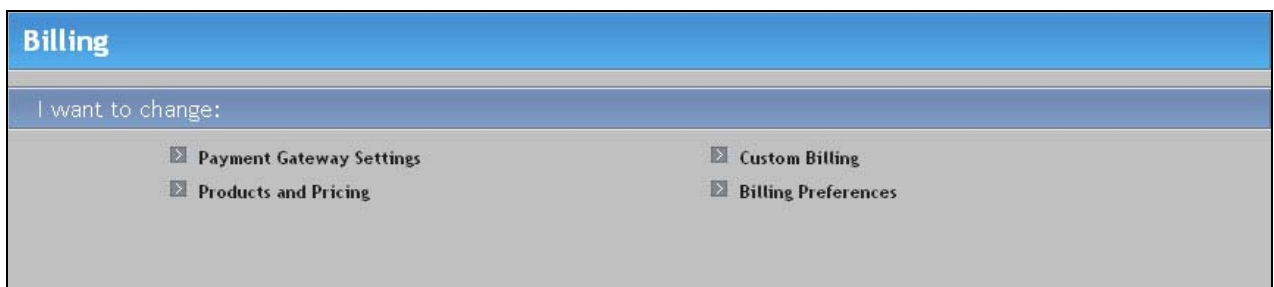 Billing
I want to change:
Payment Gateway Settings
Custom Billing
Products and Pricing
Billing Preferences